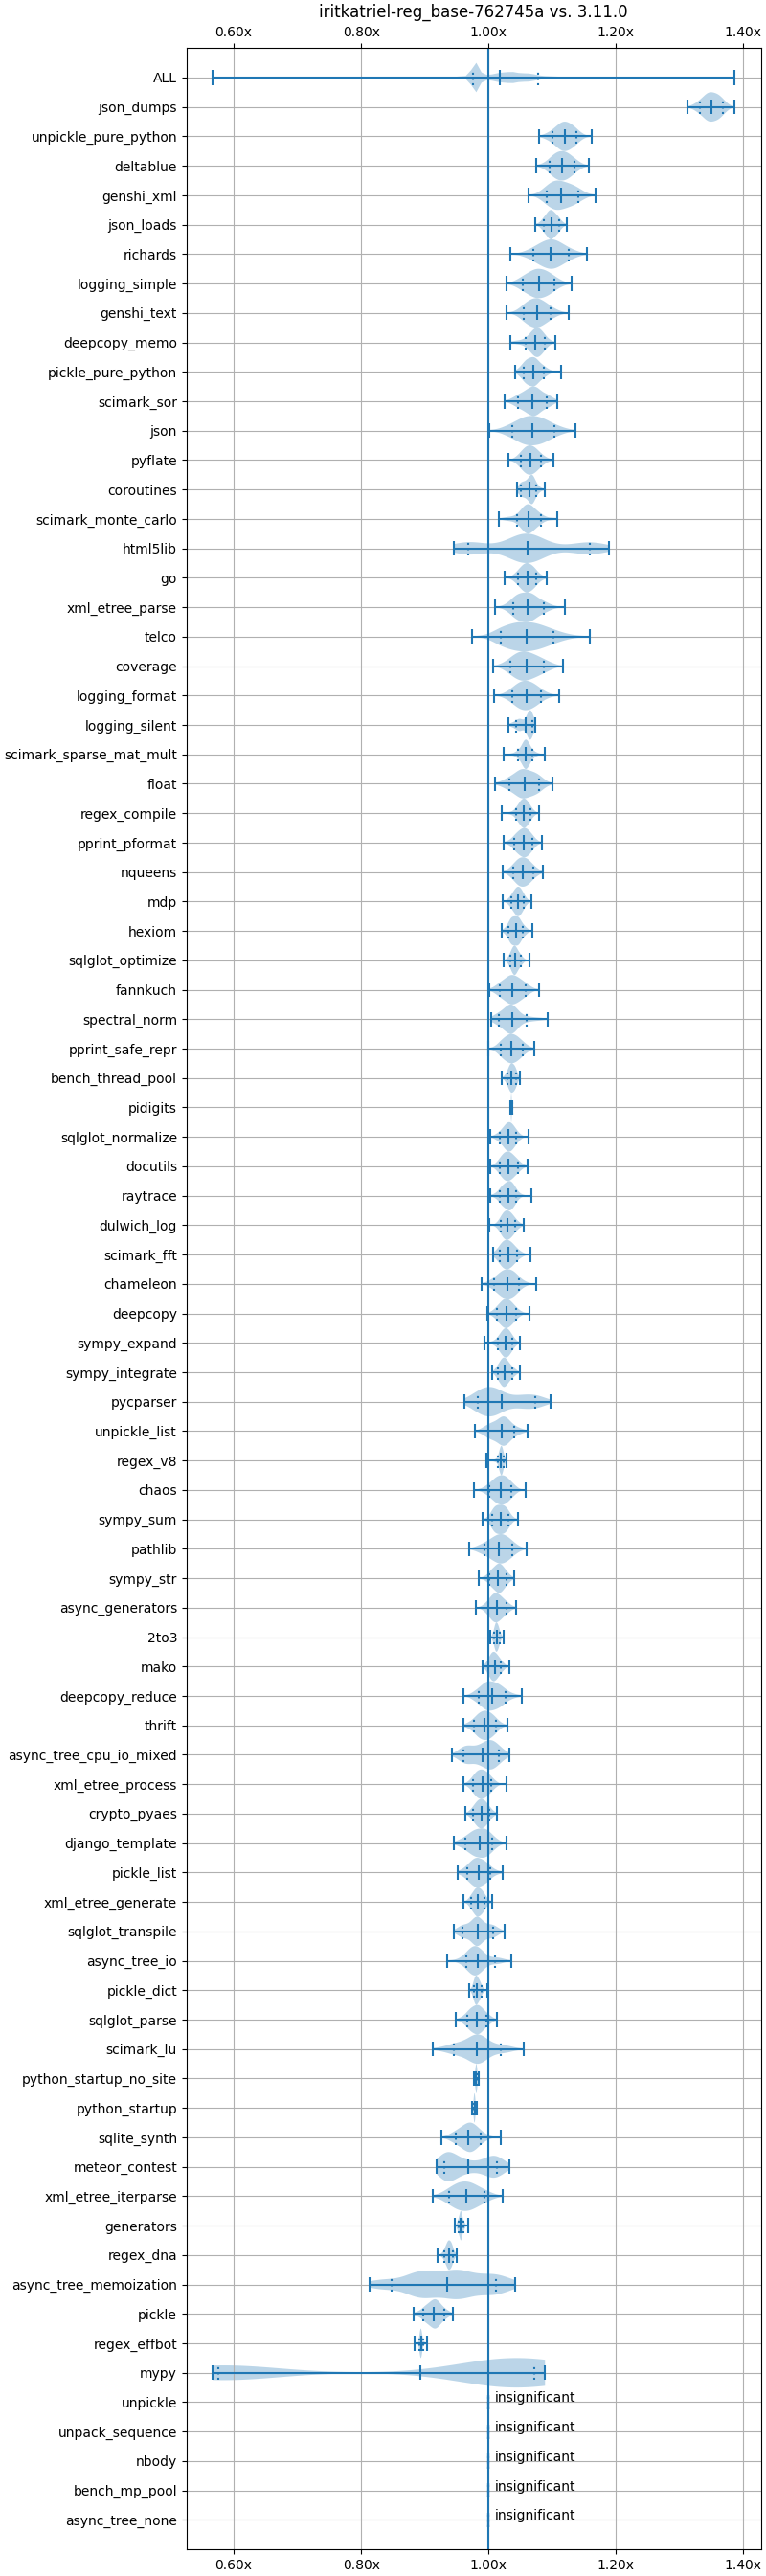 iritkatriel-reg_base-762745a vs. 3.11.0
0.60x 0.80x 1.00x 1.20x 1.40x
ALL
json_dumps
unpickle_pure_python
deltablue
genshi_xml
json_loads
richards
logging_simple
genshi_text
deepcopy_memo
pickle_pure_python
scimark_sor
json
pyflate
coroutines
scimark_monte_carlo
html5lib
go
xml_etree_parse
telco
coverage
logging_format
logging_silent
scimark_sparse_mat_mult
float
regex_compile
pprint_pformat
nqueens
mdp
hexiom
sqlglot_optimize
fannkuch
spectral_norm
pprint_safe_repr
bench_thread_pool
pidigits
sqlglot_normalize
docutils
raytrace
dulwich_log
scimark_fft
chameleon
deepcopy
sympy_expand
sympy_integrate
pycparser
unpickle_list
regex_v8
chaos
sympy_sum
pathlib
sympy_str
async_generators
2to3
mako
deepcopy_reduce
thrift
async_tree_cpu_io_mixed
xml_etree_process
crypto_pyaes
django_template
pickle_list
xml_etree_generate
sqlglot_transpile
async_tree_io
pickle_dict
sqlglot_parse
scimark_lu
python_startup_no_site
python_startup
sqlite_synth
meteor_contest
xml_etree_iterparse
generators
regex_dna
async_tree_memoization
pickle
regex_effbot
mypy
unpickle insignificant
unpack_sequence insignificant
nbody insignificant
bench_mp_pool insignificant
async_tree_none insignificant
0.60x 0.80x 1.00x 1.20x 1.40x